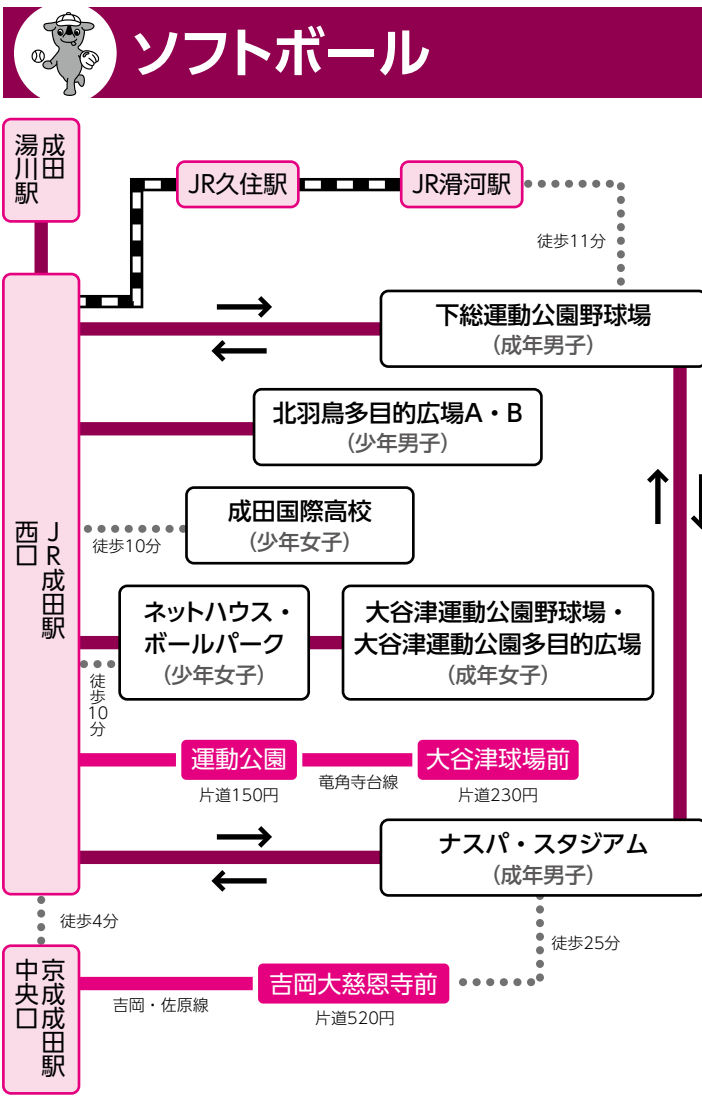 ソフトボール
成田
湯川駅
JR久住駅
JR滑河駅
徒歩11分
下総運動公園野球場
(成年男子)
北羽鳥多目的広場A・B
(少年男子)
JR成田駅
西口
成田国際高校
(少年女子)
徒歩10分
ネットハウス・
ボールパーク
(少年女子)
大谷津運動公園野球場・
大谷津運動公園多目的広場
(成年女子)
徒歩10分
運動公園
片道150円
竜角寺台線
大谷津球場前
片道230円
ナスパ・スタジアム
(成年男子)
徒歩4分
徒歩25分
京成成田駅
中央口
吉岡・佐原線
吉岡大慈恩寺前
片道520円